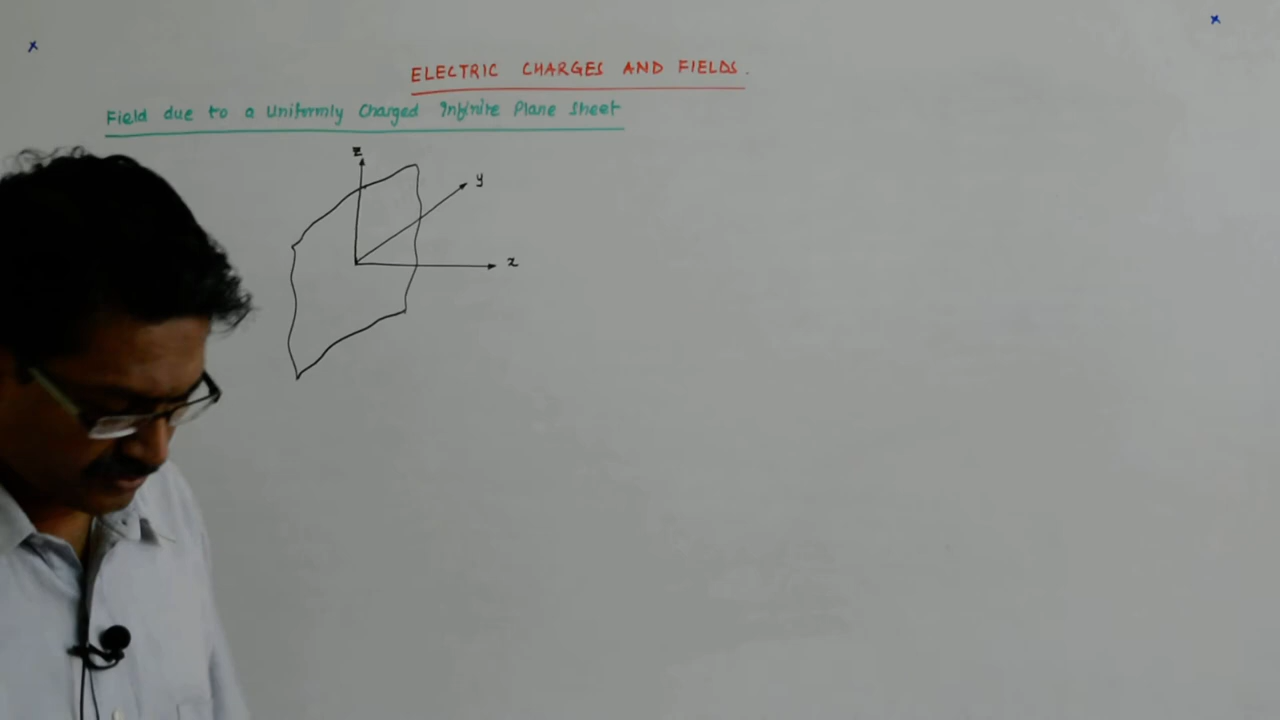 ELECTRIC CHARGES AND FIELDS.
Field due to a Uniformly Charged Infinite Plane Sheet
z
y
x